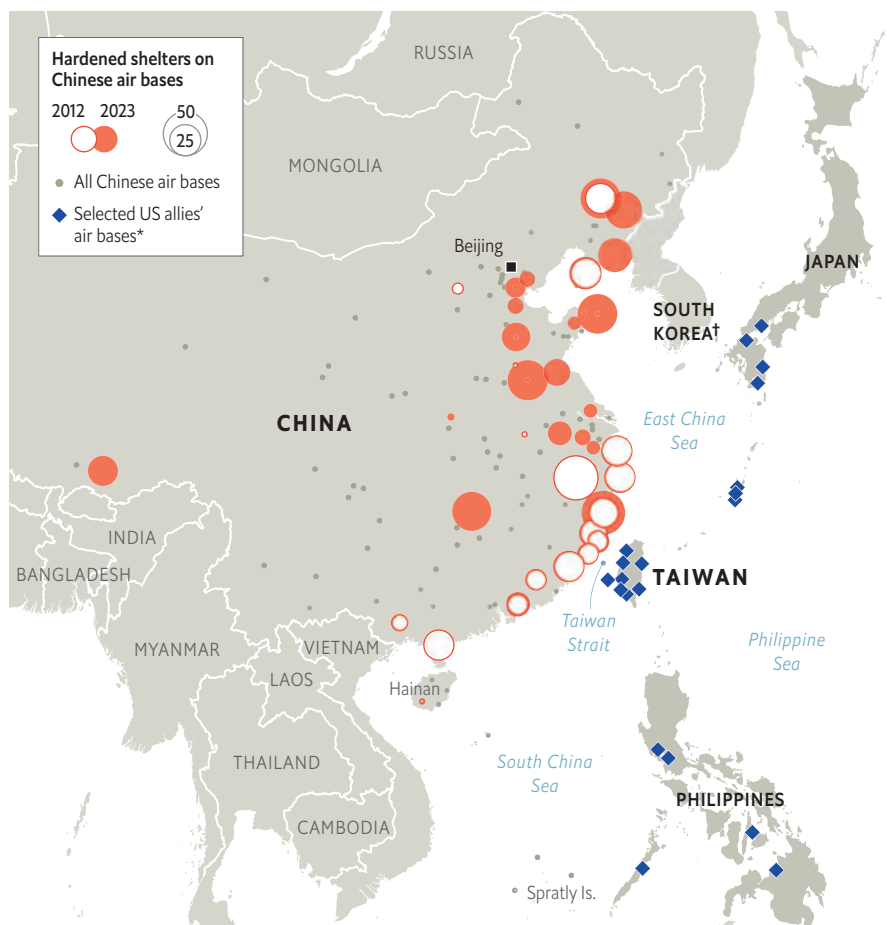 Hardened shelters on
Chinese air bases
2012 2023
50
25
All Chinese air bases
Selected US allies’
air bases*
RUSSIA
MONGOLIA
Beijing
JAPAN
SOUTH
KOREA†
CHINA
East China
Sea
INDIA
BANGLADESH
TAIWAN
Taiwan
Strait
MYANMAR
VIETNAM
LAOS
Hainan
Philippine
Sea
THAILAND
South China
Sea
CAMBODIA
PHILIPPINES
Spratly Is.